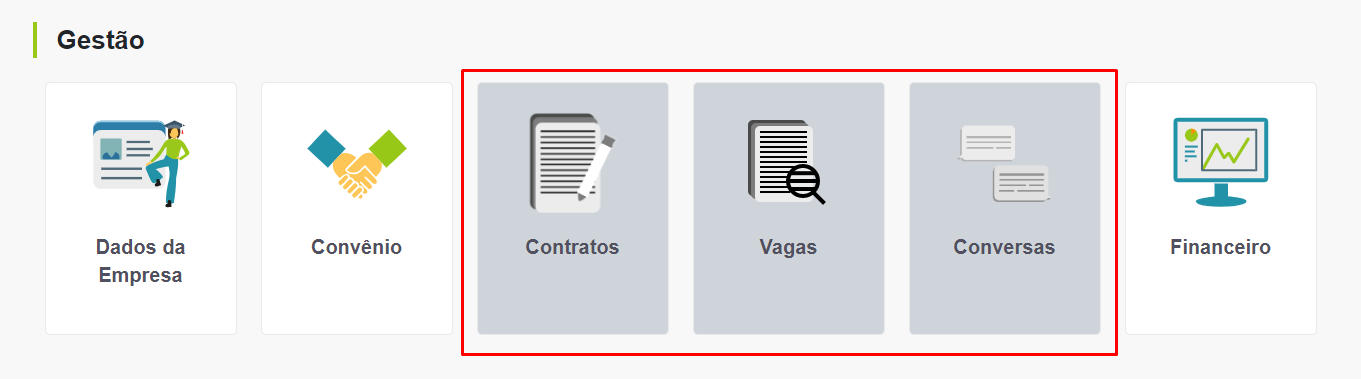 Gestão
Dados da
Empresa
Convênio
Contratos
Vagas
Conversas
Financeiro